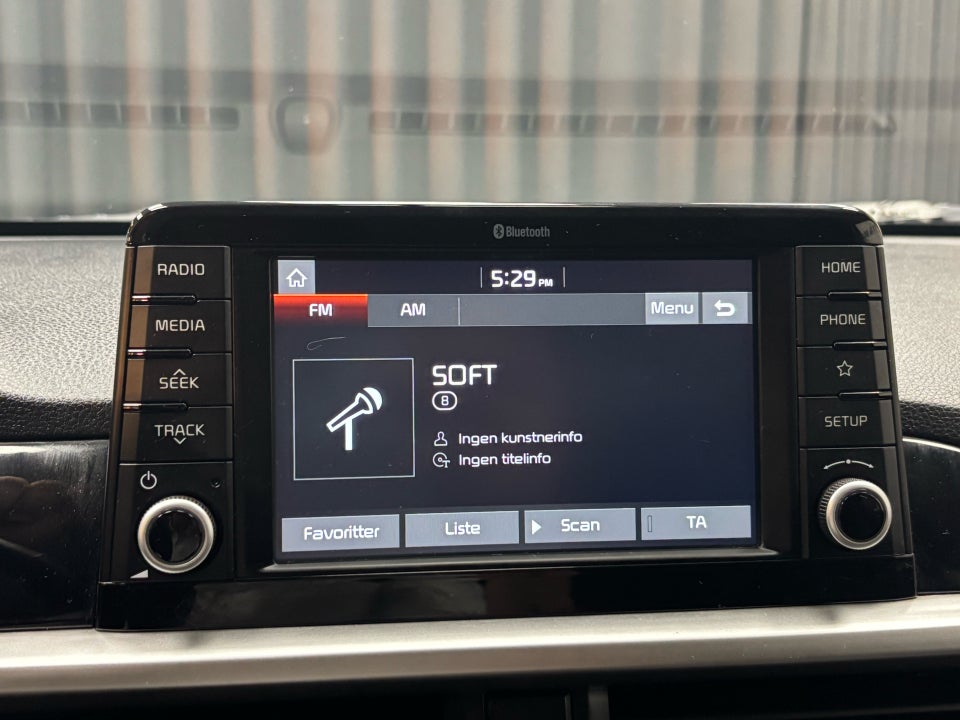 Bluetooth
RADIO
MEDIA
SEEK
TRACK
5:29 PM
FM AM Menu
SOFT
8
Ingen kunstnerinfo
Ingen titelinfo
Favoritter Liste Scan TA
HOME
PHONE
SETUP